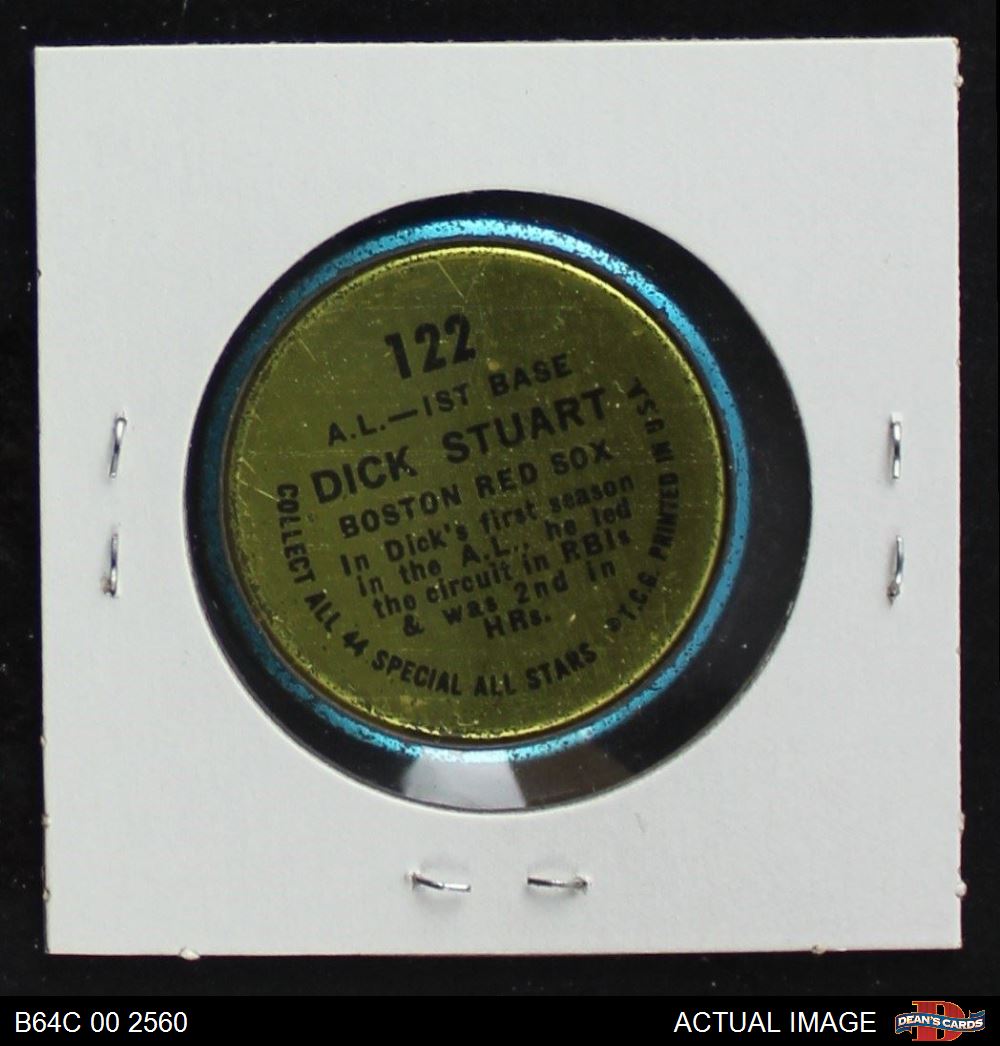 122
A.L.—1ST BASE
DICK STUART
BOSTON RED SOX
In Dick's first season
in the A.L., he led
the circuit in RBIs
& was 2nd in
HRs.
COLLECT ALL 44 SPECIAL ALL STARS
©T.C.G. PRINTED IN U.S.A.
B64C 00 2560
ACTUAL IMAGE
D
DEAN'S CARDS